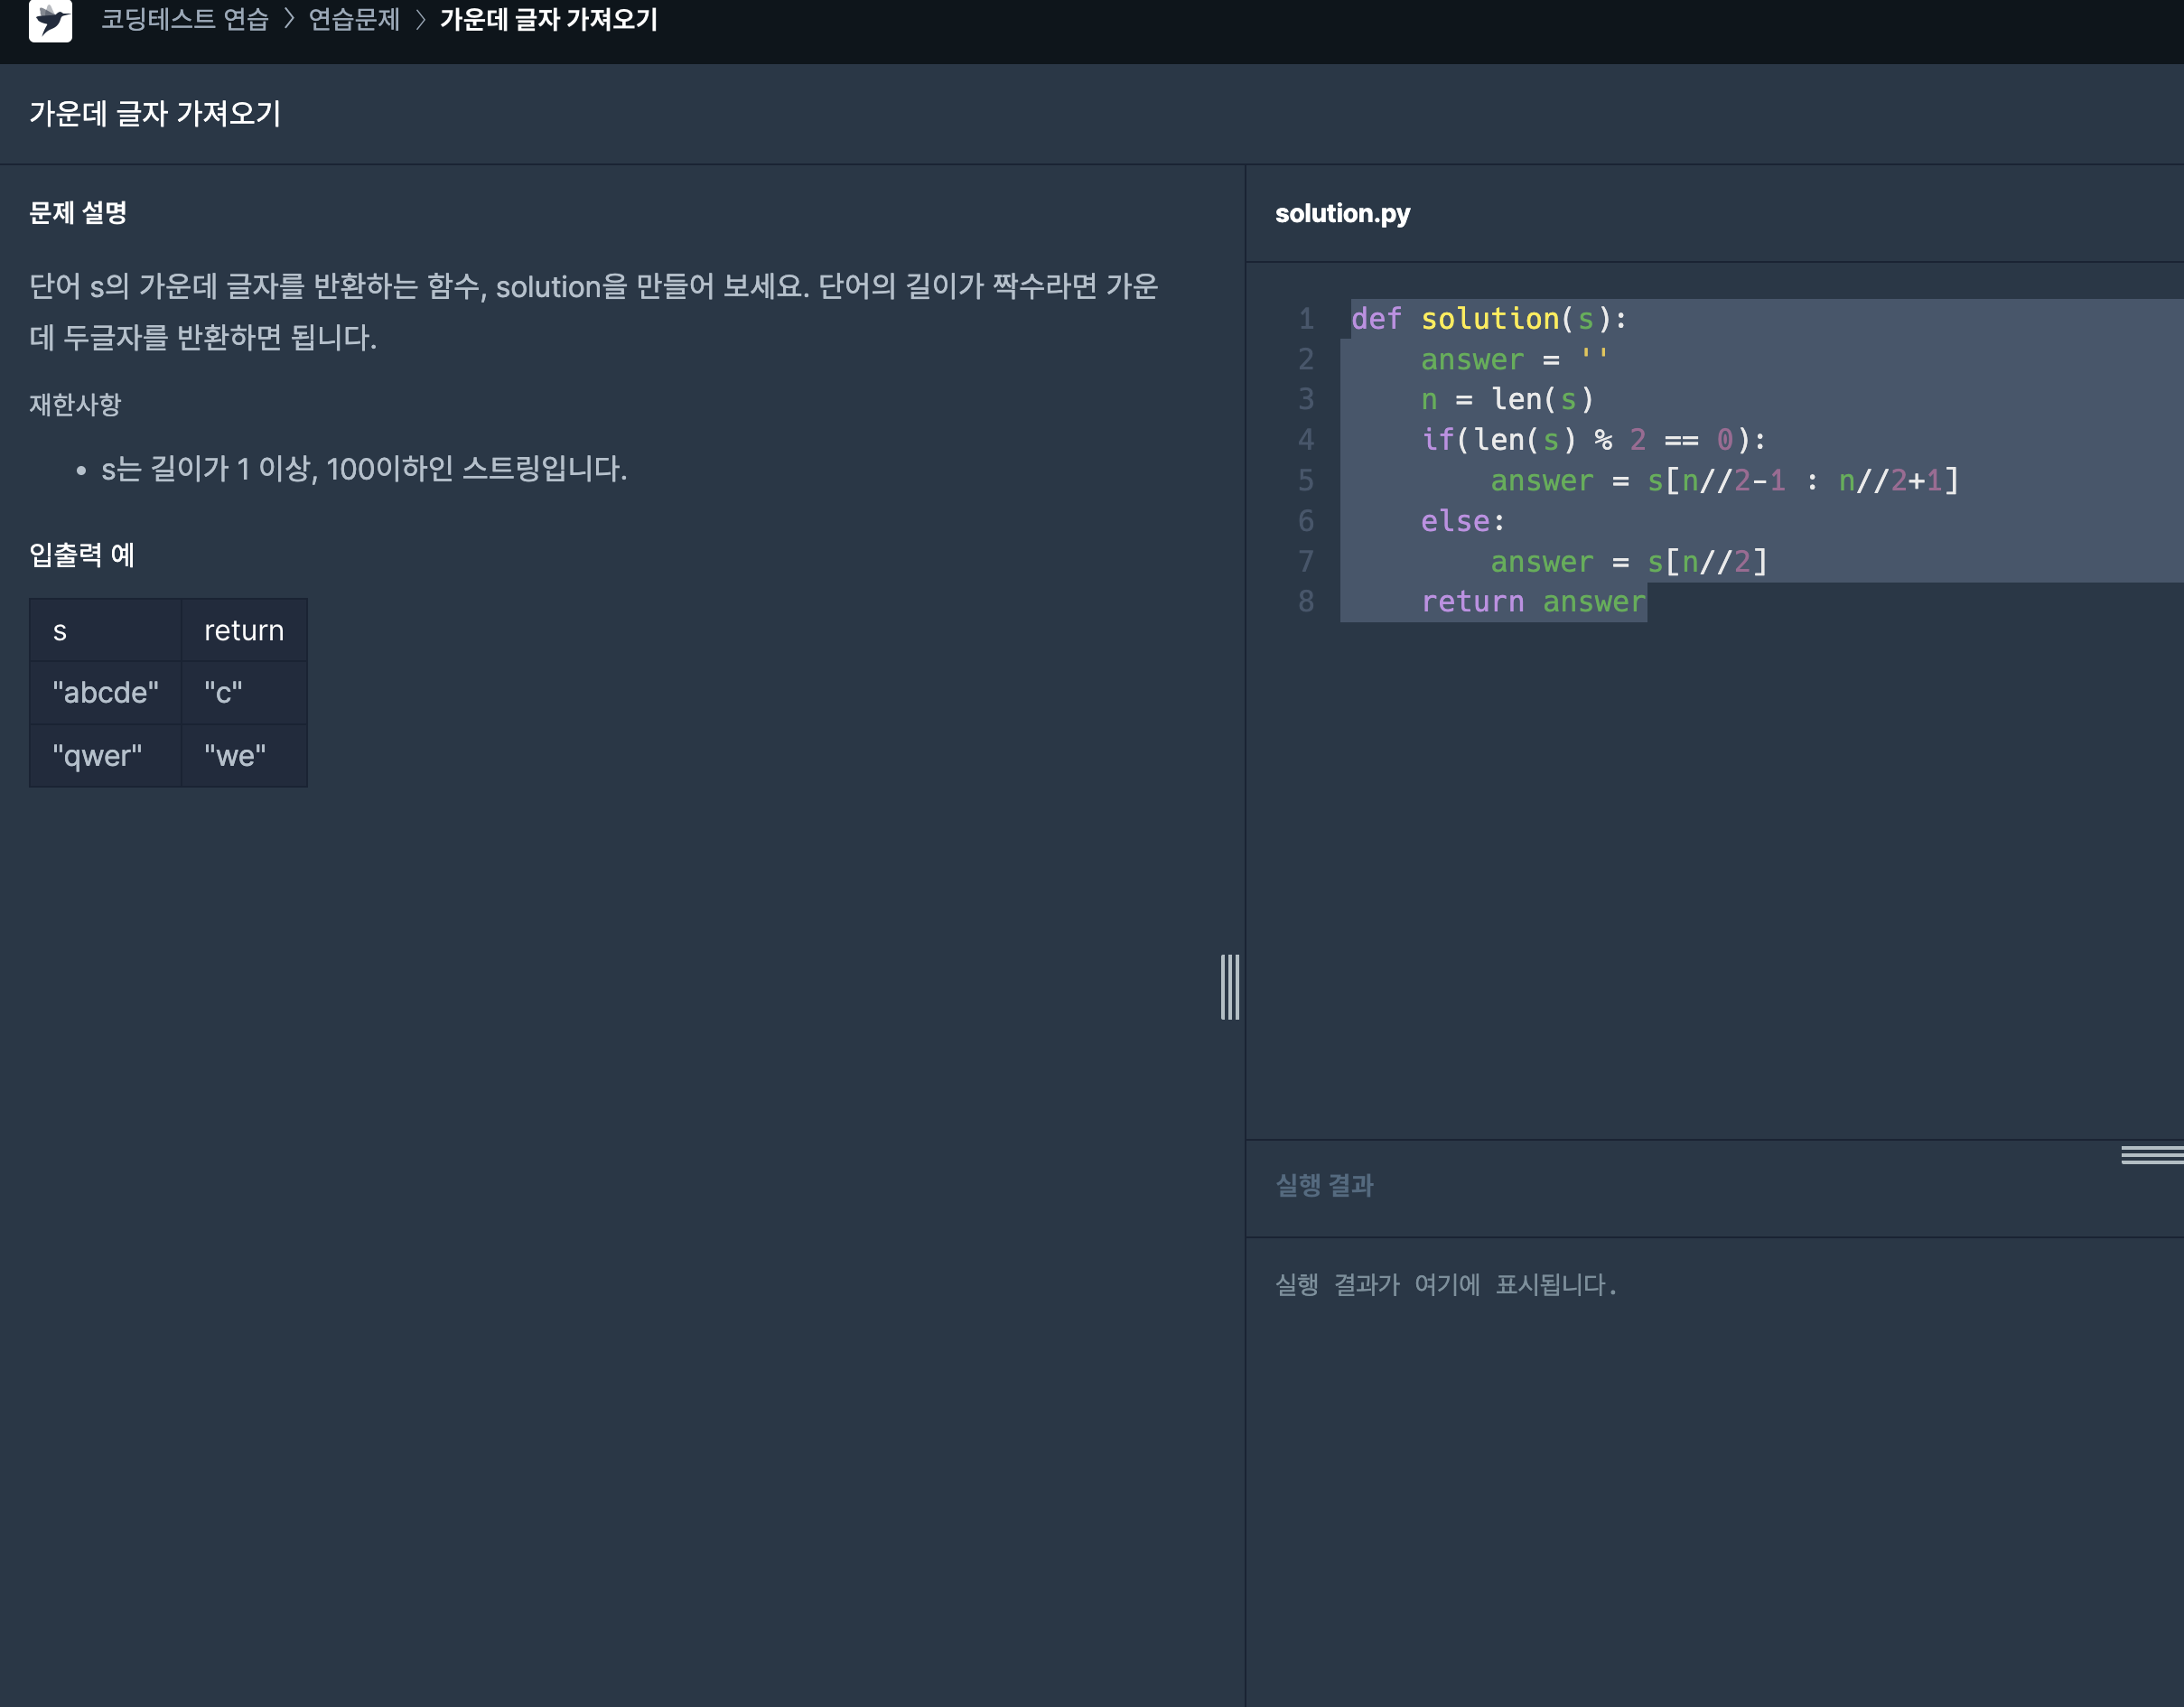 코딩테스트 연습 > 연습문제 > 가운데 글자 가져오기
가운데 글자 가져오기
문제 설명
단어 s의 가운데 글자를 반환하는 함수, solution을 만들어 보세요. 단어의 길이가 짝수라면 가운
데 두글자를 반환하면 됩니다.
재한사항
• s는 길이가 1 이상, 100이하인 스트링입니다.
입출력 예
s return
"abcde" "c"
"qwer" "we"
solution.py
1 def solution(s):
2     answer = ''
3     n = len(s)
4     if(len(s) % 2 == 0):
5         answer = s[n//2-1 : n//2+1]
6     else:
7         answer = s[n//2]
8     return answer
실행 결과
실행 결과가 여기에 표시됩니다.